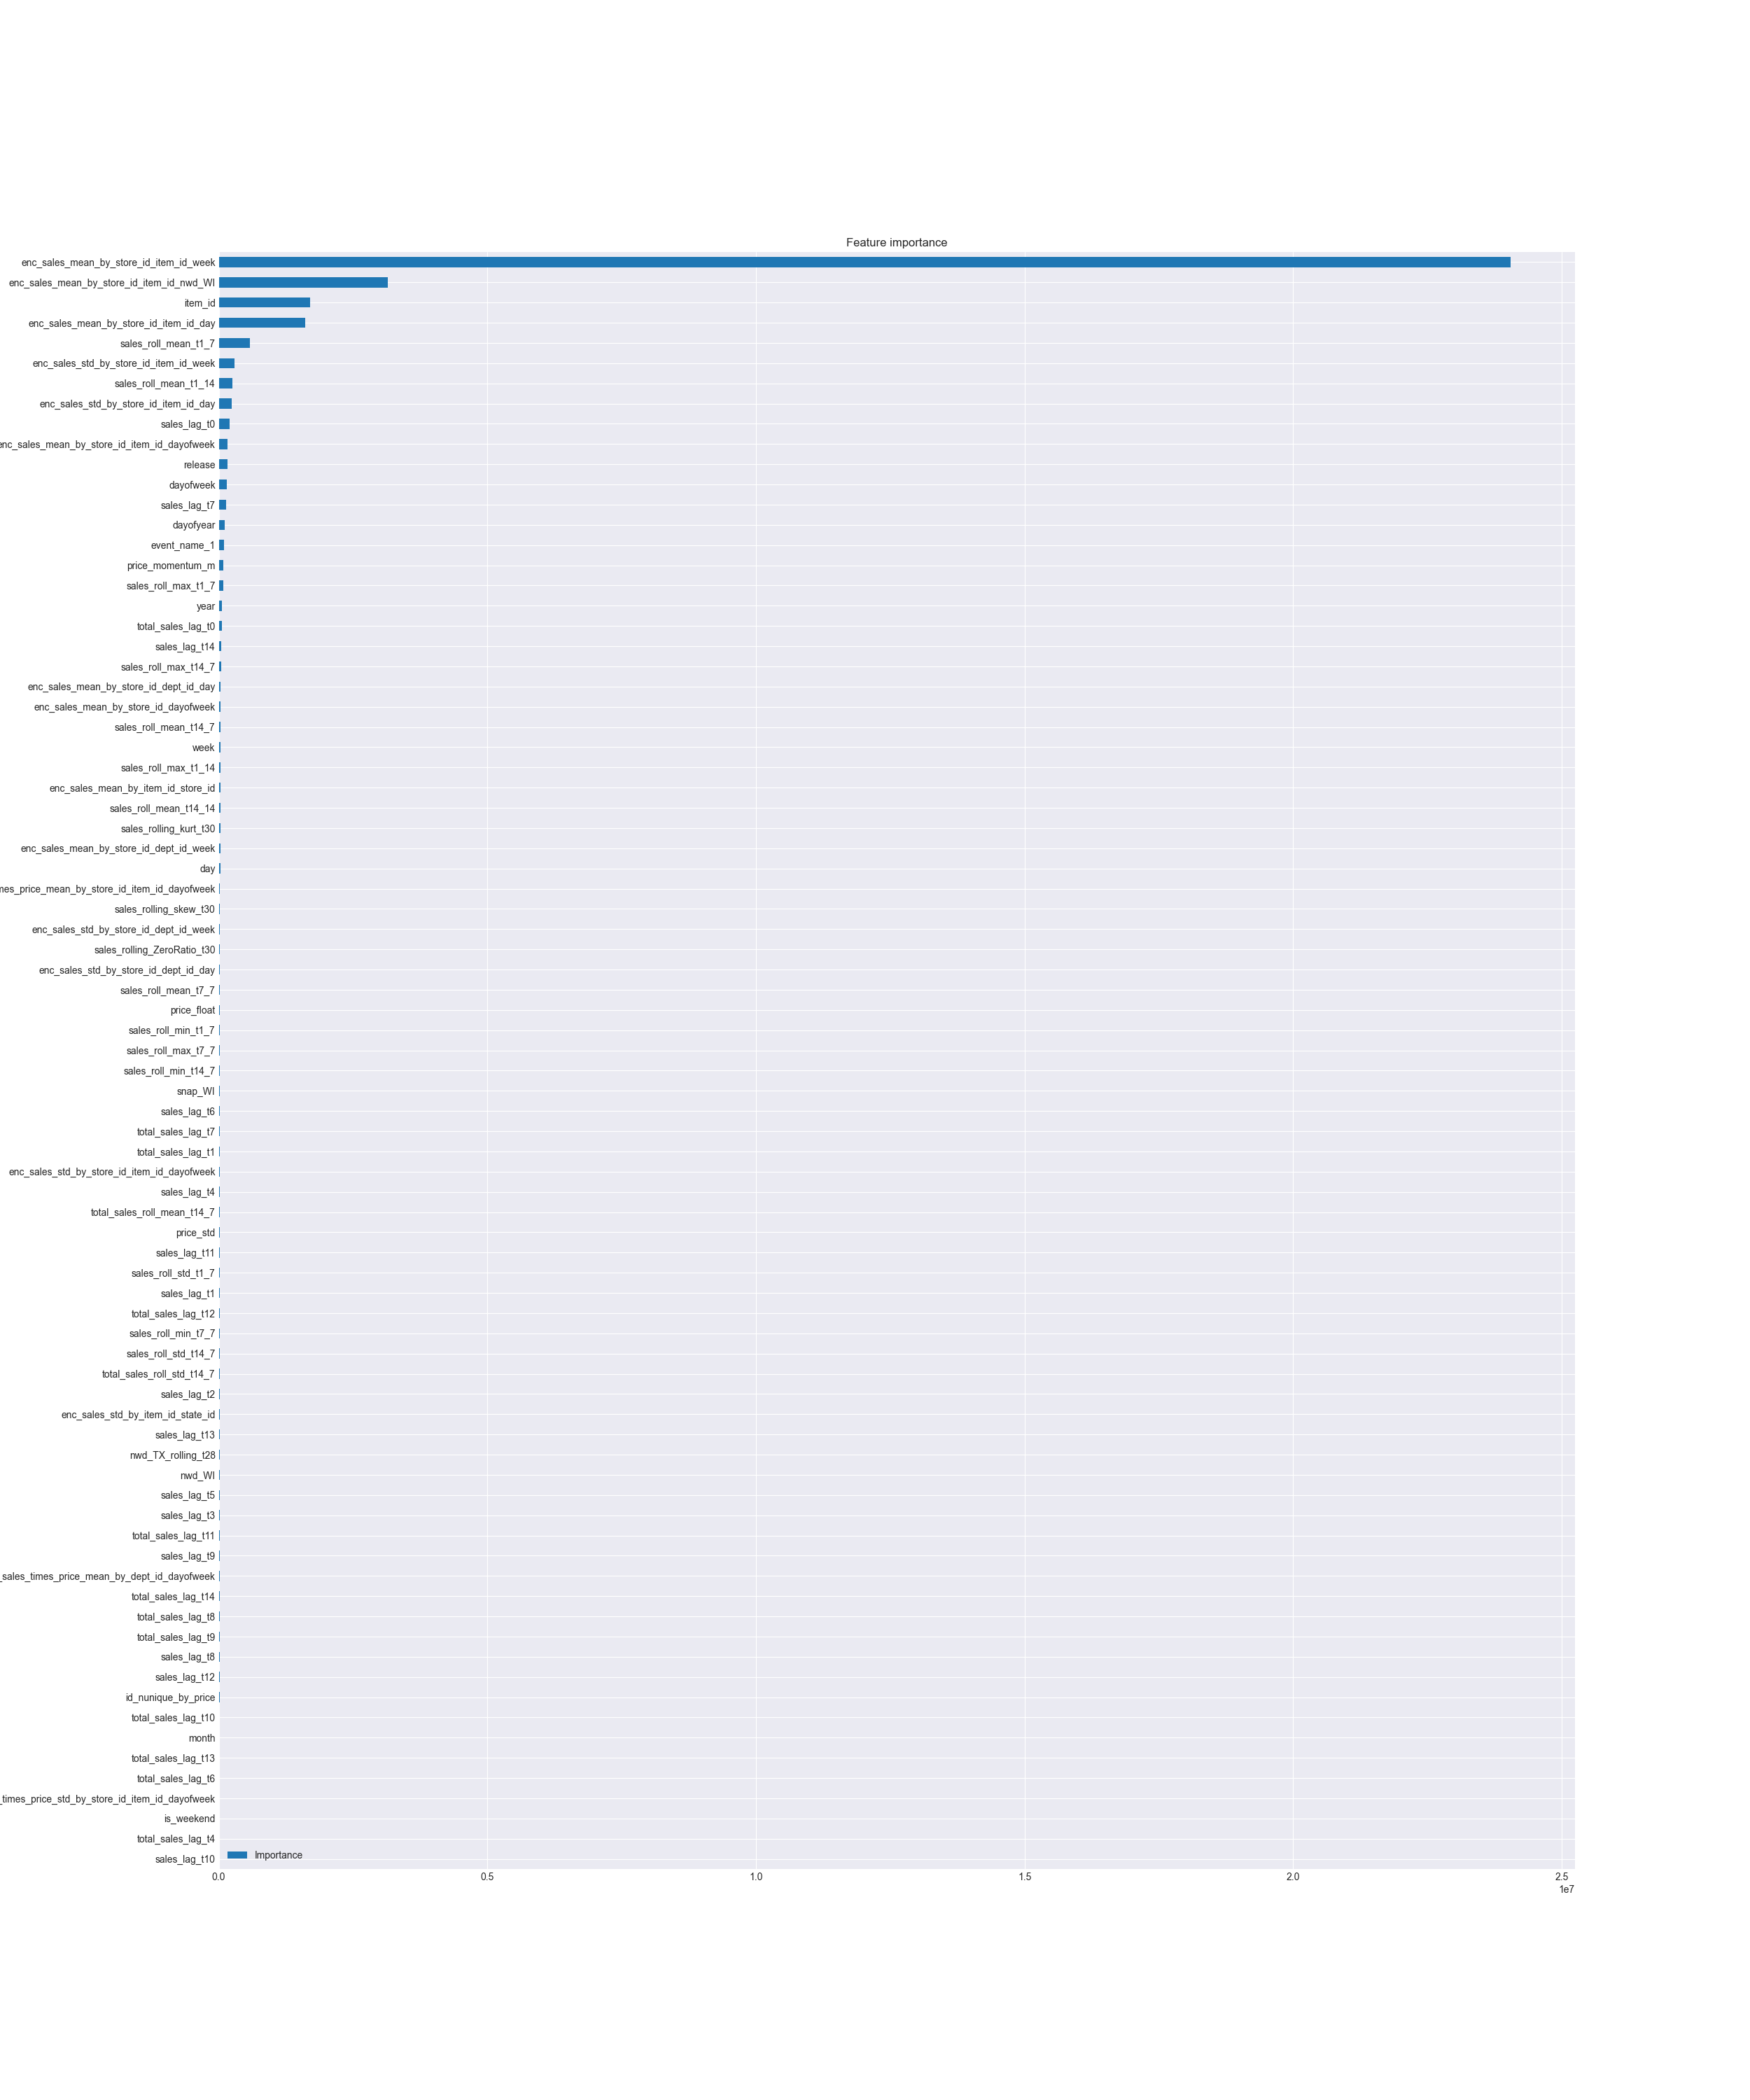 Feature importance
enc_sales_mean_by_store_id_item_id_week
enc_sales_mean_by_store_id_item_id_nwd_WI
item_id
enc_sales_mean_by_store_id_item_id_day
sales_roll_mean_t1_7
enc_sales_std_by_store_id_item_id_week
sales_roll_mean_t1_14
enc_sales_std_by_store_id_item_id_day
sales_lag_t0
enc_sales_mean_by_store_id_item_id_dayofweek
release
dayofweek
sales_lag_t7
dayofyear
event_name_1
price_momentum_m
sales_roll_max_t1_7
year
total_sales_lag_t0
sales_lag_t14
sales_roll_max_t14_7
enc_sales_mean_by_store_id_dept_id_day
enc_sales_mean_by_store_id_dayofweek
sales_roll_mean_t14_7
week
sales_roll_max_t1_14
enc_sales_mean_by_item_id_store_id
sales_roll_mean_t14_14
sales_rolling_kurt_t30
enc_sales_mean_by_store_id_dept_id_week
day
mes_price_mean_by_store_id_item_id_dayofweek
sales_rolling_skew_t30
enc_sales_std_by_store_id_dept_id_week
sales_rolling_ZeroRatio_t30
enc_sales_std_by_store_id_dept_id_day
sales_roll_mean_t7_7
price_float
sales_roll_min_t1_7
sales_roll_max_t7_7
sales_roll_min_t14_7
snap_WI
sales_lag_t6
total_sales_lag_t7
total_sales_lag_t1
enc_sales_std_by_store_id_item_id_dayofweek
sales_lag_t4
total_sales_roll_mean_t14_7
price_std
sales_lag_t11
sales_roll_std_t1_7
sales_lag_t1
total_sales_lag_t12
sales_roll_min_t7_7
sales_roll_std_t14_7
total_sales_roll_std_t14_7
sales_lag_t2
enc_sales_std_by_item_id_state_id
sales_lag_t13
nwd_TX_rolling_t28
nwd_WI
sales_lag_t5
sales_lag_t3
total_sales_lag_t11
sales_lag_t9
_sales_times_price_mean_by_dept_id_dayofweek
total_sales_lag_t14
total_sales_lag_t8
total_sales_lag_t9
sales_lag_t8
sales_lag_t12
id_nunique_by_price
total_sales_lag_t10
month
total_sales_lag_t13
total_sales_lag_t6
_times_price_std_by_store_id_item_id_dayofweek
is_weekend
total_sales_lag_t4
sales_lag_t10
Importance
0.0 0.5 1.0 1.5 2.0 2.5
1e7